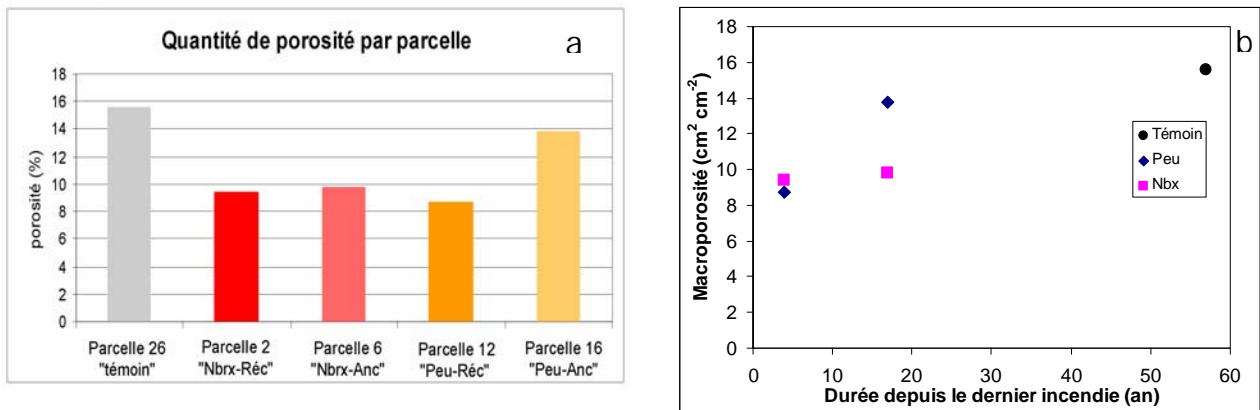 Quantité de porosité par parcelle
a
porosité (%)
18
16
14
12
10
8
6
4
2
0
Parcelle 26 Parcelle 2 Parcelle 6 Parcelle 12 Parcelle 16
"témoin" "Nbrx-Réc" "Nbrx-Anc" "Peu-Réc" "Peu-Anc"
b
Macroporosité (cm² cm⁻²)
18
16
14
12
10
8
6
4
2
0
Témoin
Peu
Nbx
0 10 20 30 40 50 60
Durée depuis le dernier incendie (an)